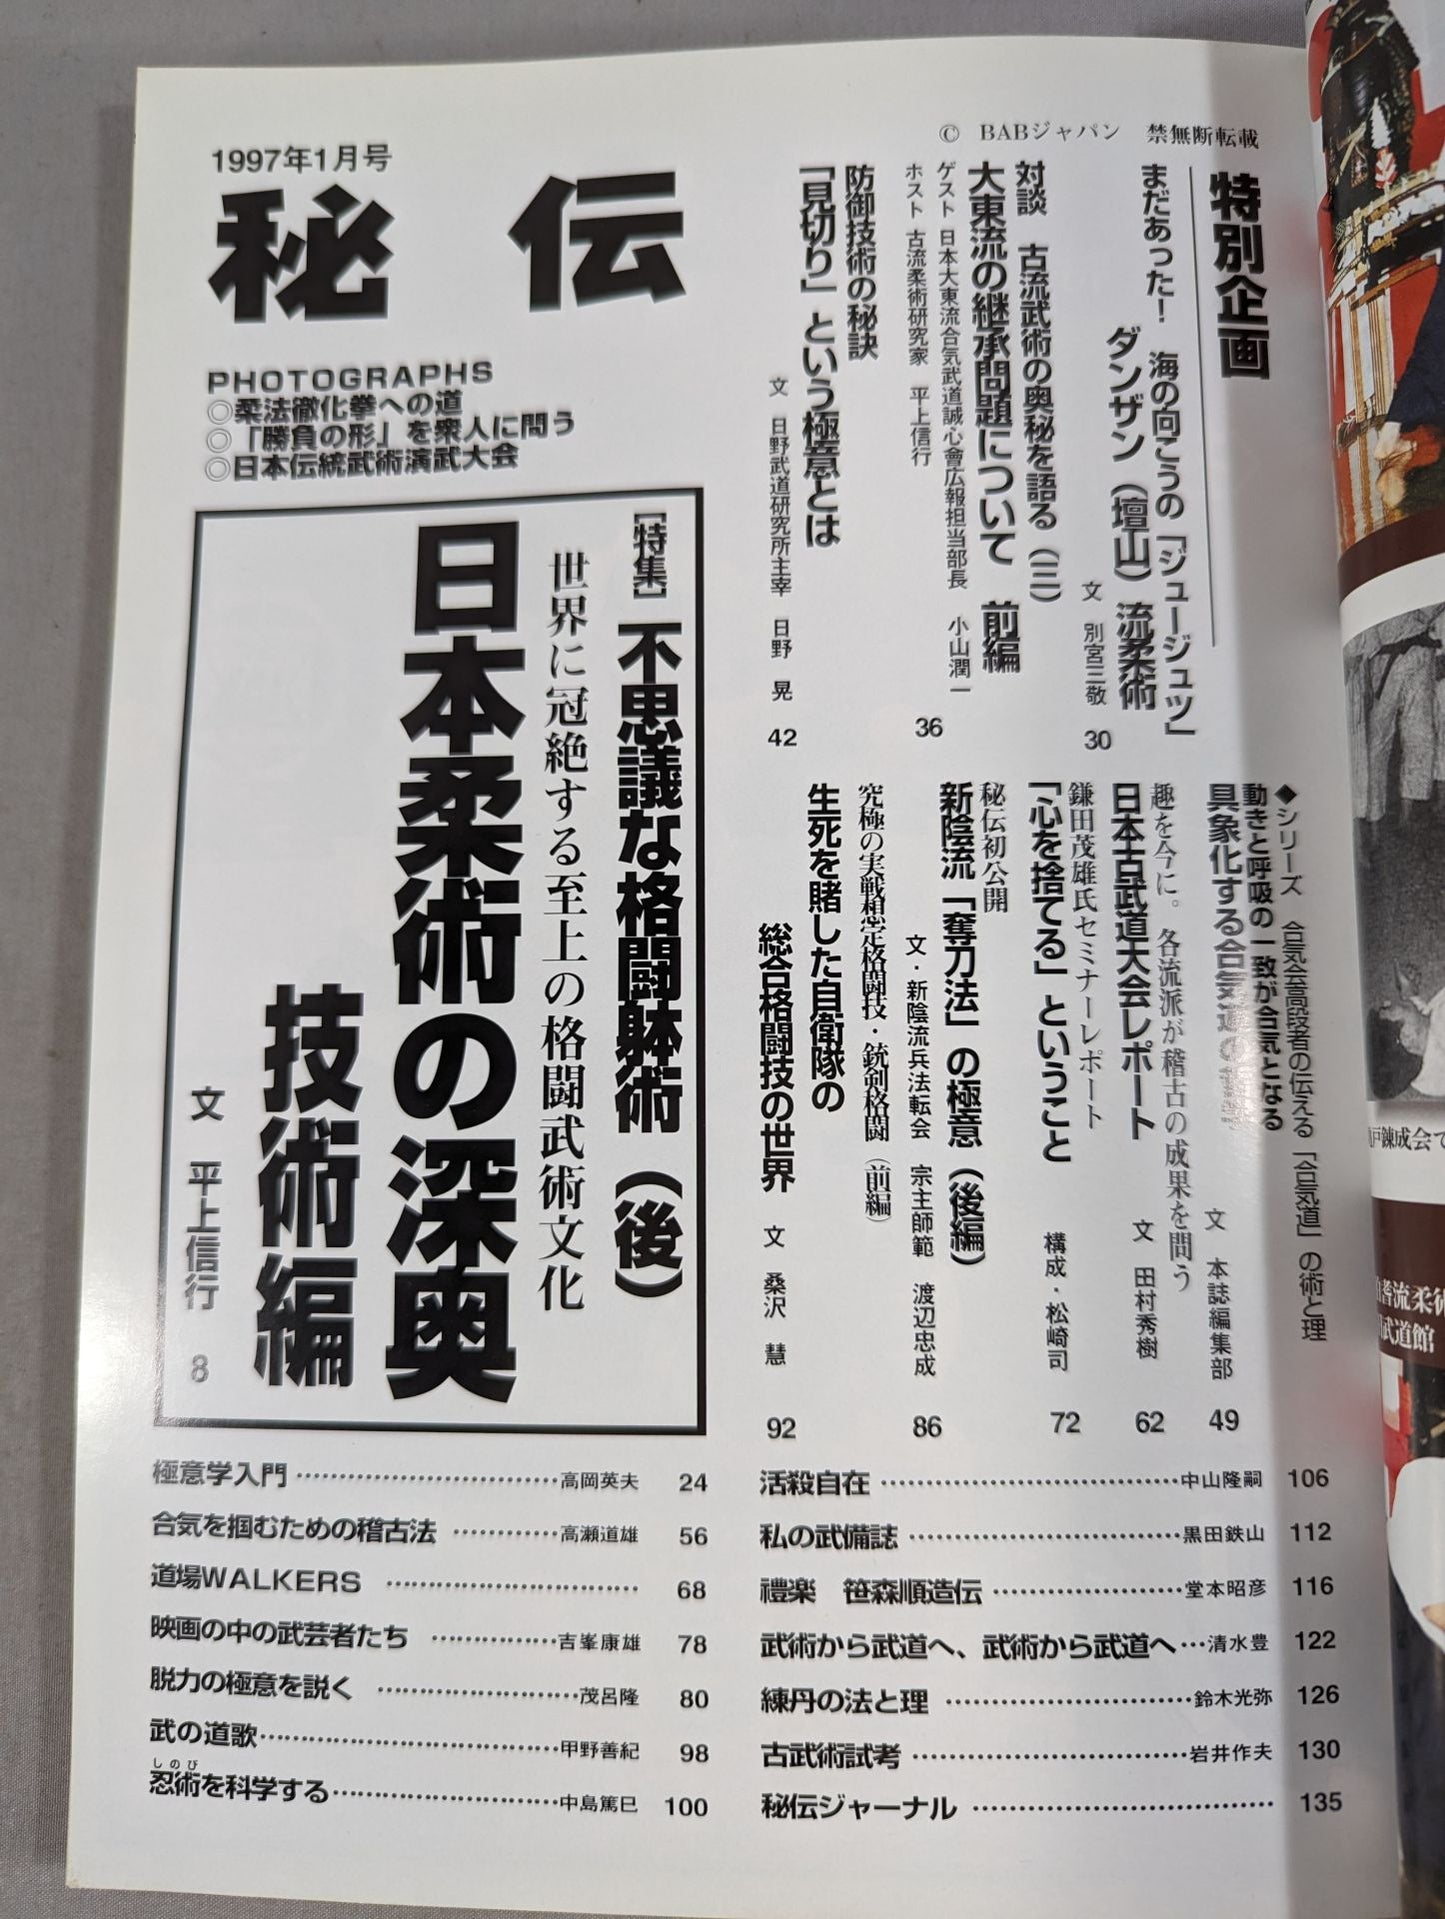 © BABジャパン　禁無断転載
1997年1月号
秘伝
PHOTOGRAPHS
◎柔法徹化拳への道
◎「勝負の形」を衆人に問う
◎日本伝統武術演武大会
［特集］不思議な格闘躰術（後）
世界に冠絶する至上の格闘武術文化
日本柔術の深奥
技術編
文　平上信行　8
特別企画
まだあった！　海の向こうの「ジュージュツ」
ダンザン（壇山）流柔術
文　別宮三敬　30
対談　古流武術の奥秘を語る（三）
大東流の継承問題について　前編
ゲスト　日本大東流合気武道誠心會広報担当部長　小山潤一
ホスト　古流柔術研究家　平上信行
36
防御技術の秘訣
「見切り」という極意とは
文　日野武道研究所主宰　日野　晃
42
◆シリーズ　合気会高段者の伝える「合気道」の術と理
動きと呼吸の一致が合気となる
具象化する合気道の
文　本誌編集部　49
趣を今に。各流派が稽古の成果を問う
日本古武道大会レポート
文　田村秀樹　62
鎌田茂雄氏セミナーレポート
「心を捨てる」ということ
構成・松崎司　72
秘伝初公開
新陰流「奪刀法」の極意（後編）
文・新陰流兵法転会　宗主師範　渡辺忠成
86
究極の実戦想定格闘技・銃剣格闘（前編）
生死を賭した自衛隊の
総合格闘技の世界
文　桑沢　慧
92
極意学入門……高岡英夫　24
合気を掴むための稽古法……高瀬道雄　56
道場WALKERS……68
映画の中の武芸者たち……吉峯康雄　78
脱力の極意を説く……茂呂隆　80
武の道歌……甲野善紀　98
しのび
忍術を科学する……中島篤巳　100
活殺自在……中山隆嗣　106
私の武備誌……黒田鉄山　112
禮楽　笹森順造伝……堂本昭彦　116
武術から武道へ、武術から武道へ…清水豊　122
練丹の法と理……鈴木光弥　126
古武術試考……岩井作夫　130
秘伝ジャーナル……135
戸錬成会で
流柔術
武道館